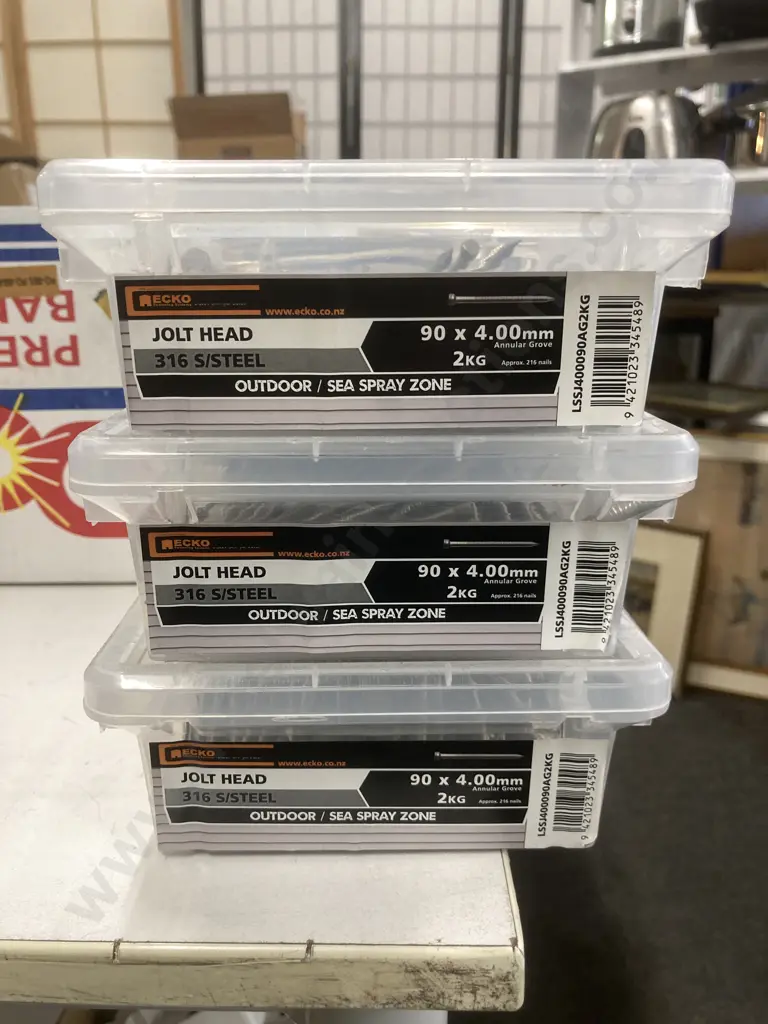 ECKO
www.ecko.co.nz
JOLT HEAD
316 S/STEEL
90 x 4.00mm
Annular Grove
2KG Approx. 216 nails
OUTDOOR / SEA SPRAY ZONE
LSSJ400090AG2KG
9 421023 345489
ECKO
www.ecko.co.nz
JOLT HEAD
316 S/STEEL
90 x 4.00mm
Annular Grove
2KG Approx. 216 nails
OUTDOOR / SEA SPRAY ZONE
LSSJ400090AG2KG
9 421023 345489
ECKO
www.ecko.co.nz
JOLT HEAD
316 S/STEEL
90 x 4.00mm
Annular Grove
2KG Approx. 216 nails
OUTDOOR / SEA SPRAY ZONE
LSSJ400090AG2KG
9 421023 345489
PRE
BA